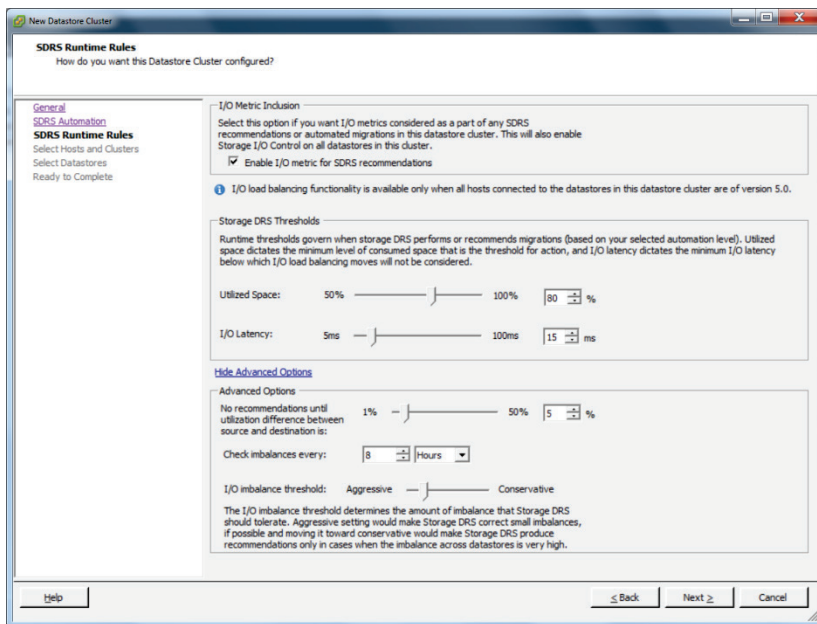 New Datastore Cluster
SDRS Runtime Rules
How do you want this Datastore Cluster configured?
General
SDRS Automation
SDRS Runtime Rules
Select Hosts and Clusters
Select Datastores
Ready to Complete
I/O Metric Inclusion
Select this option if you want I/O metrics considered as a part of any SDRS
recommendations or automated migrations in this datastore cluster. This will also enable
Storage I/O Control on all datastores in this cluster.
Enable I/O metric for SDRS recommendations
I/O load balancing functionality is available only when all hosts connected to the datastores in this datastore cluster are of version 5.0.
Storage DRS Thresholds
Runtime thresholds govern when storage DRS performs or recommends migrations (based on your selected automation level). Utilized
space dictates the minimum level of consumed space that is the threshold for action, and I/O latency dictates the minimum I/O latency
below which I/O load balancing moves will not be considered.
Utilized Space: 50% 100% 80 %
I/O Latency: 5ms 100ms 15 ms
Hide Advanced Options
Advanced Options
No recommendations until
utilization difference between
source and destination is:
1% 50% 5 %
Check imbalances every: 8 Hours
I/O imbalance threshold: Aggressive Conservative
The I/O imbalance threshold determines the amount of imbalance that Storage DRS
should tolerate. Aggressive setting would make Storage DRS correct small imbalances,
if possible and moving it toward conservative would make Storage DRS produce
recommendations only in cases when the imbalance across datastores is very high.
Help < Back Next > Cancel